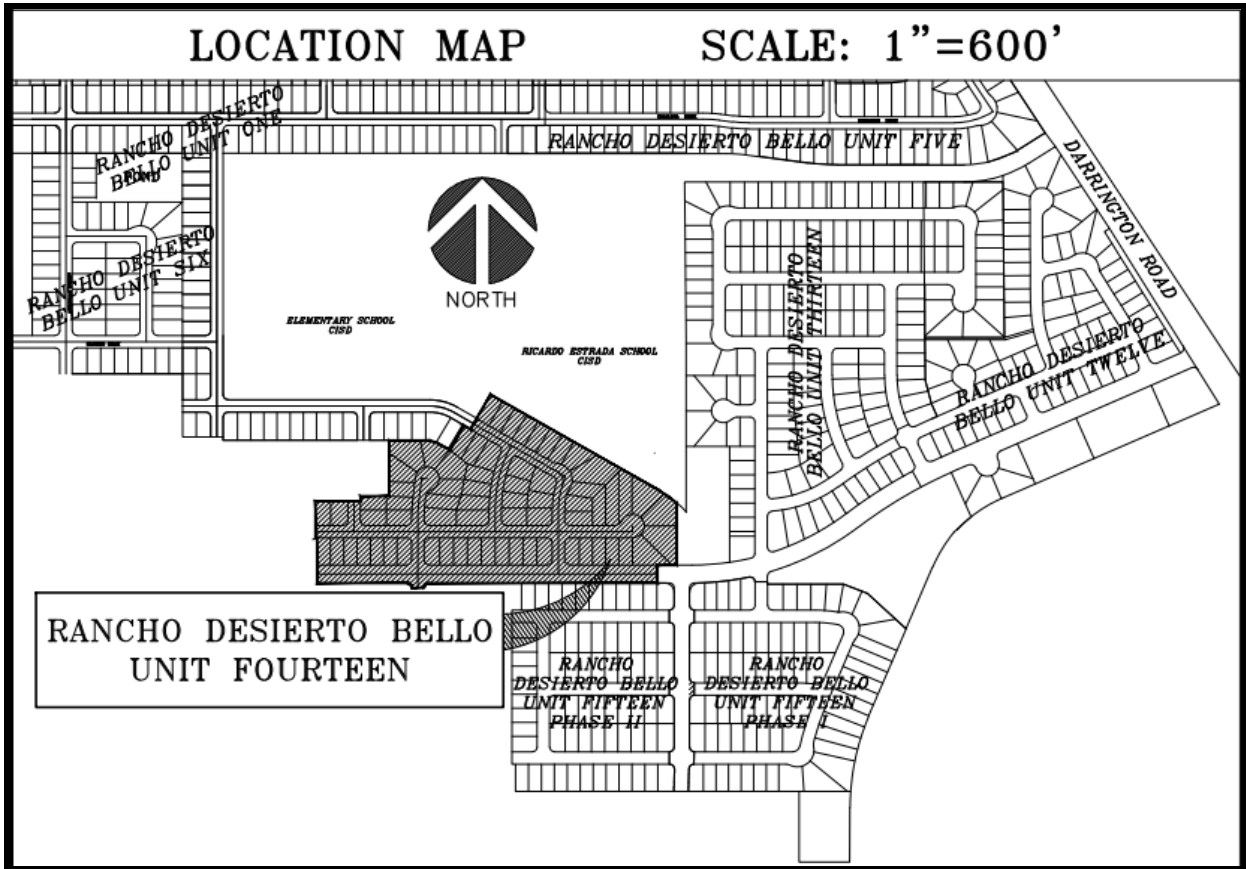 LOCATION MAP
SCALE: 1"=600'
RANCHO DESIERTO
BELLO UNIT ONE
POND
RANCHO DESIERTO BELLO UNIT FIVE
DARRINGTON ROAD
RANCHO DESIERTO
BELLO UNIT SIX
NORTH
ELEMENTARY SCHOOL
CISD
RICARDO ESTRADA SCHOOL
CISD
RANCHO DESIERTO
BELLO UNIT THIRTEEN
RANCHO DESIERTO
BELLO UNIT TWELVE
RANCHO DESIERTO BELLO
UNIT FOURTEEN
RANCHO
DESIERTO BELLO
UNIT FIFTEEN
PHASE II
RANCHO
DESIERTO BELLO
UNIT FIFTEEN
PHASE I